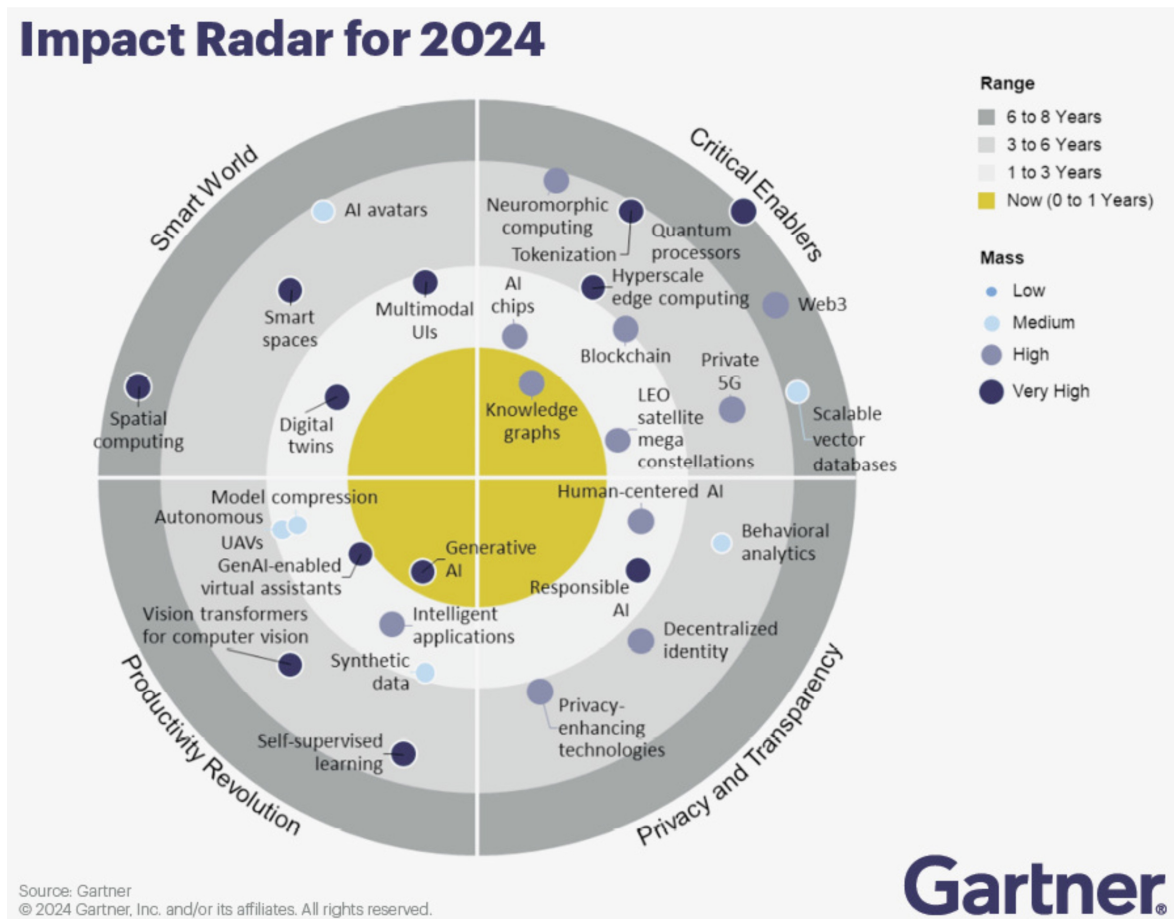 Impact Radar for 2024
Range
6 to 8 Years
3 to 6 Years
1 to 3 Years
Now (0 to 1 Years)
Mass
Low
Medium
High
Very High
Smart World
AI avatars
Smart
spaces
Multimodal
UIs
Spatial
computing
Digital
twins
Critical Enablers
Neuromorphic
computing
Tokenization
Quantum
processors
AI
chips
Hyperscale
edge computing
Web3
Blockchain
Private
5G
Knowledge
graphs
LEO
satellite
mega
constellations
Scalable
vector
databases
Productivity Revolution
Model compression
Autonomous
UAVs
GenAI-enabled
virtual assistants
Generative
AI
Vision transformers
for computer vision
Intelligent
applications
Synthetic
data
Self-supervised
learning
Privacy and Transparency
Human-centered AI
Behavioral
analytics
Responsible
AI
Decentralized
identity
Privacy-
enhancing
technologies
Source: Gartner
© 2024 Gartner, Inc. and/or its affiliates. All rights reserved.
Gartner®